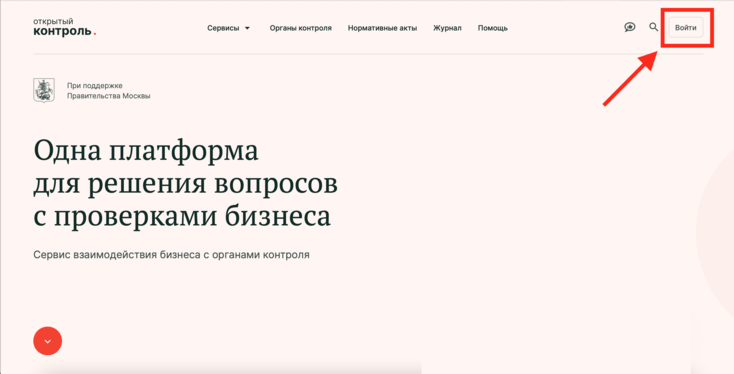 открытый
контроль.
Сервисы
Органы контроля
Нормативные акты
Журнал
Помощь
Войти
При поддержке
Правительства Москвы
Одна платформа
для решения вопросов
с проверками бизнеса
Сервис взаимодействия бизнеса с органами контроля